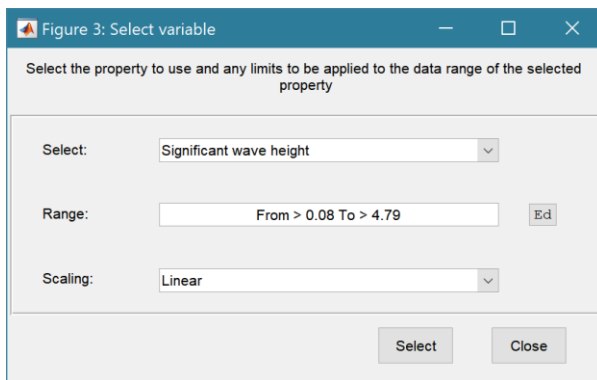 Figure 3: Select variable
Select the property to use and any limits to be applied to the data range of the selected
property
Select:
Significant wave height
Range:
From > 0.08 To > 4.79
Ed
Scaling:
Linear
Select
Close